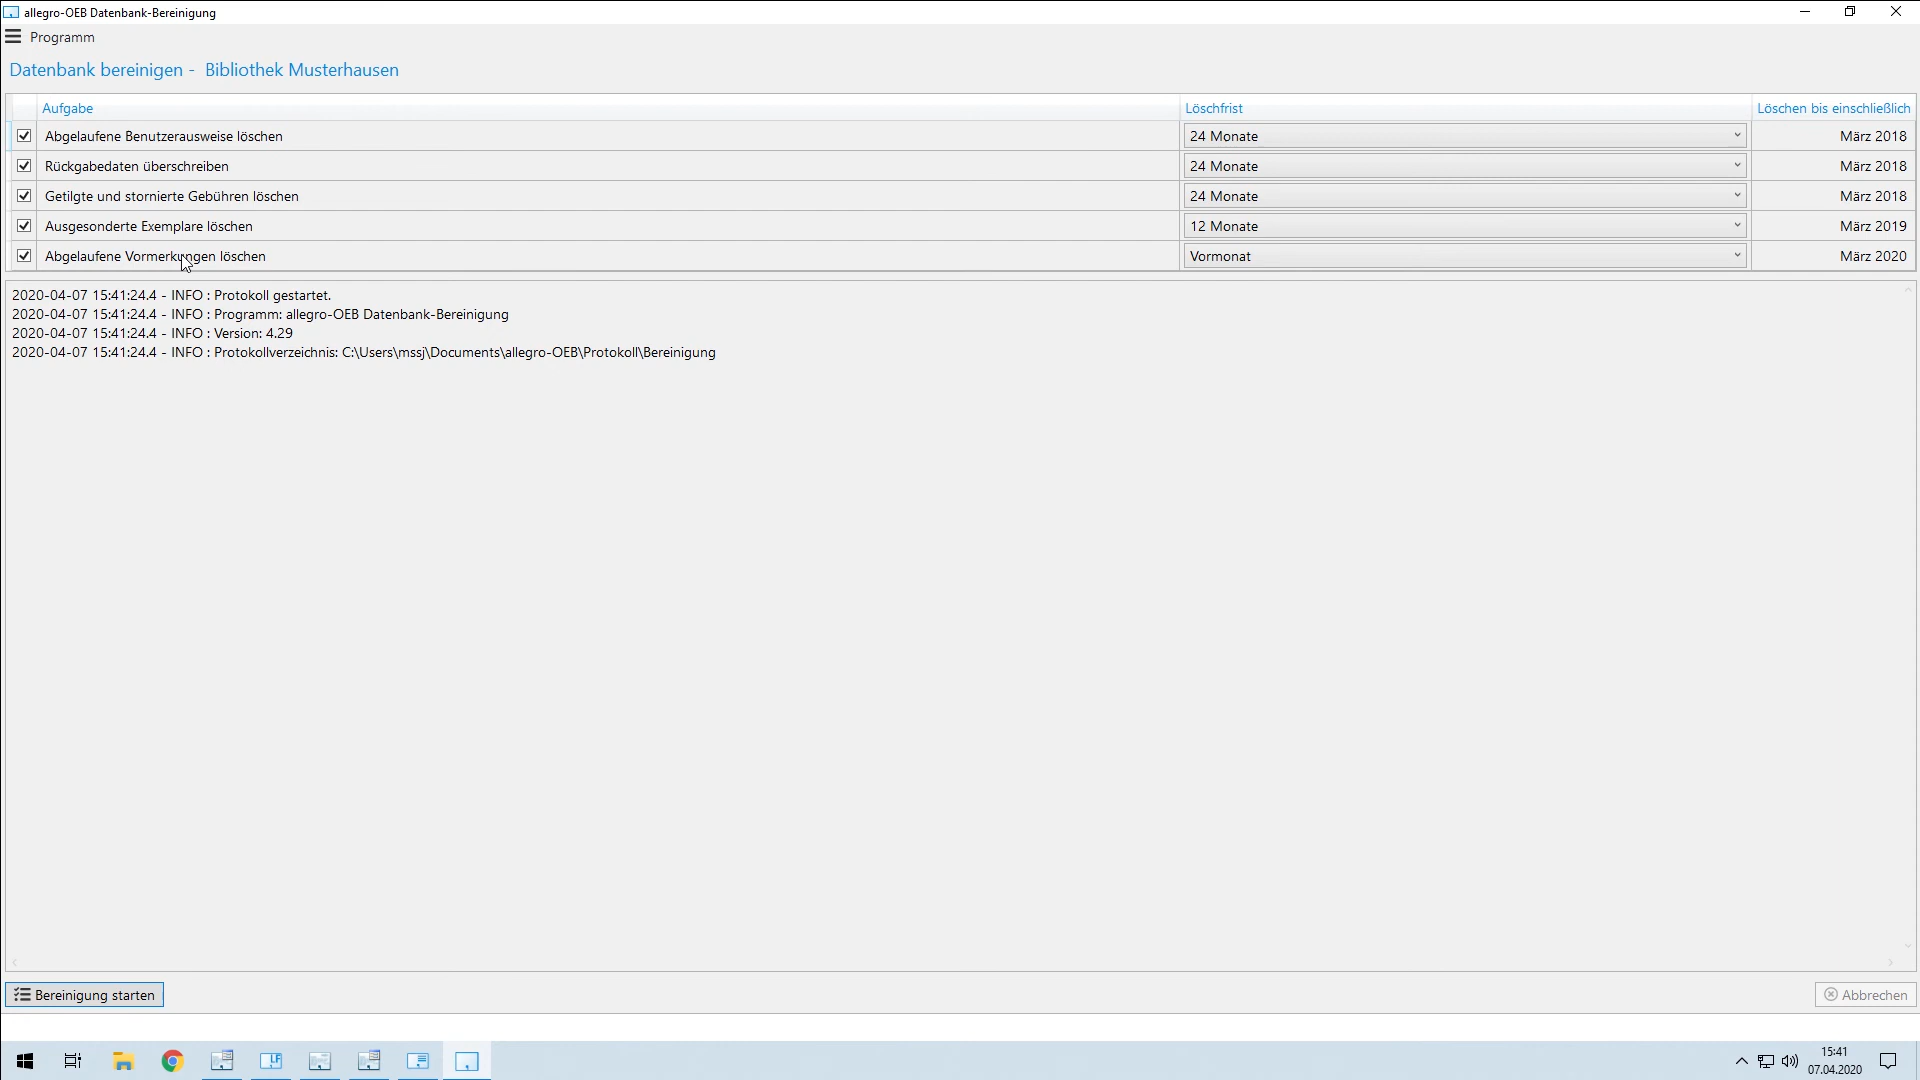 allegro-OEB Datenbank-Bereinigung
Programm
Datenbank bereinigen - Bibliothek Musterhausen
Aufgabe Löschfrist Löschen bis einschließlich
Abgelaufene Benutzerausweise löschen 24 Monate März 2018
Rückgabedaten überschreiben 24 Monate März 2018
Getilgte und stornierte Gebühren löschen 24 Monate März 2018
Ausgesonderte Exemplare löschen 12 Monate März 2019
Abgelaufene Vormerkungen löschen Vormonat März 2020
2020-04-07 15:41:24.4 - INFO : Protokoll gestartet.
2020-04-07 15:41:24.4 - INFO : Programm: allegro-OEB Datenbank-Bereinigung
2020-04-07 15:41:24.4 - INFO : Version: 4.29
2020-04-07 15:41:24.4 - INFO : Protokollverzeichnis: C:\Users\mssj\Documents\allegro-OEB\Protokoll\Bereinigung
Bereinigung starten Abbrechen
LF
15:41
07.04.2020